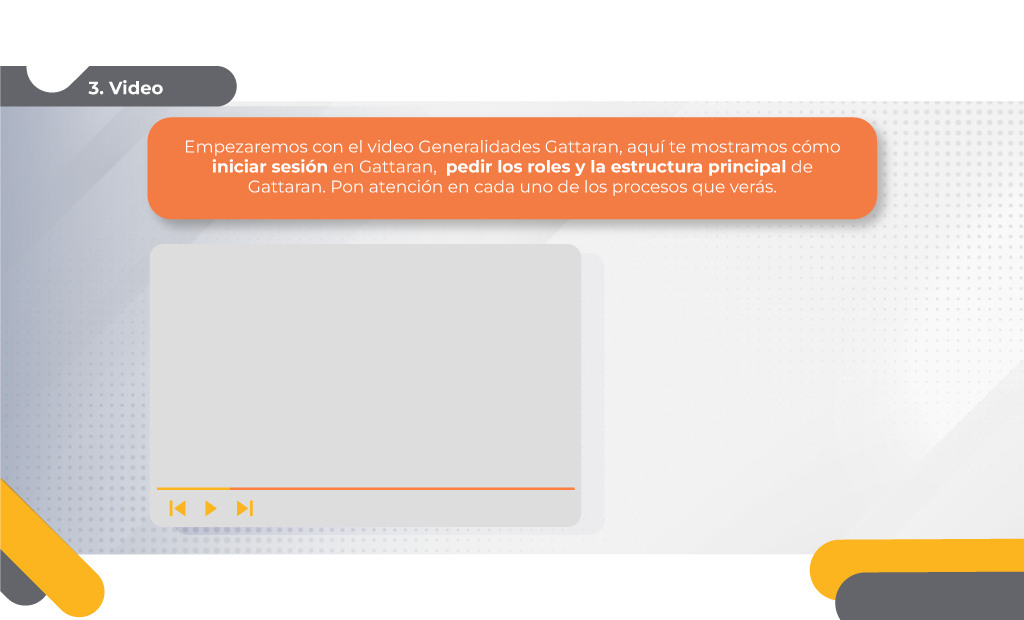 3. Video
Empezaremos con el video Generalidades Gattaran, aquí te mostramos cómo
iniciar sesión en Gattaran, pedir los roles y la estructura principal de
Gattaran. Pon atención en cada uno de los procesos que verás.